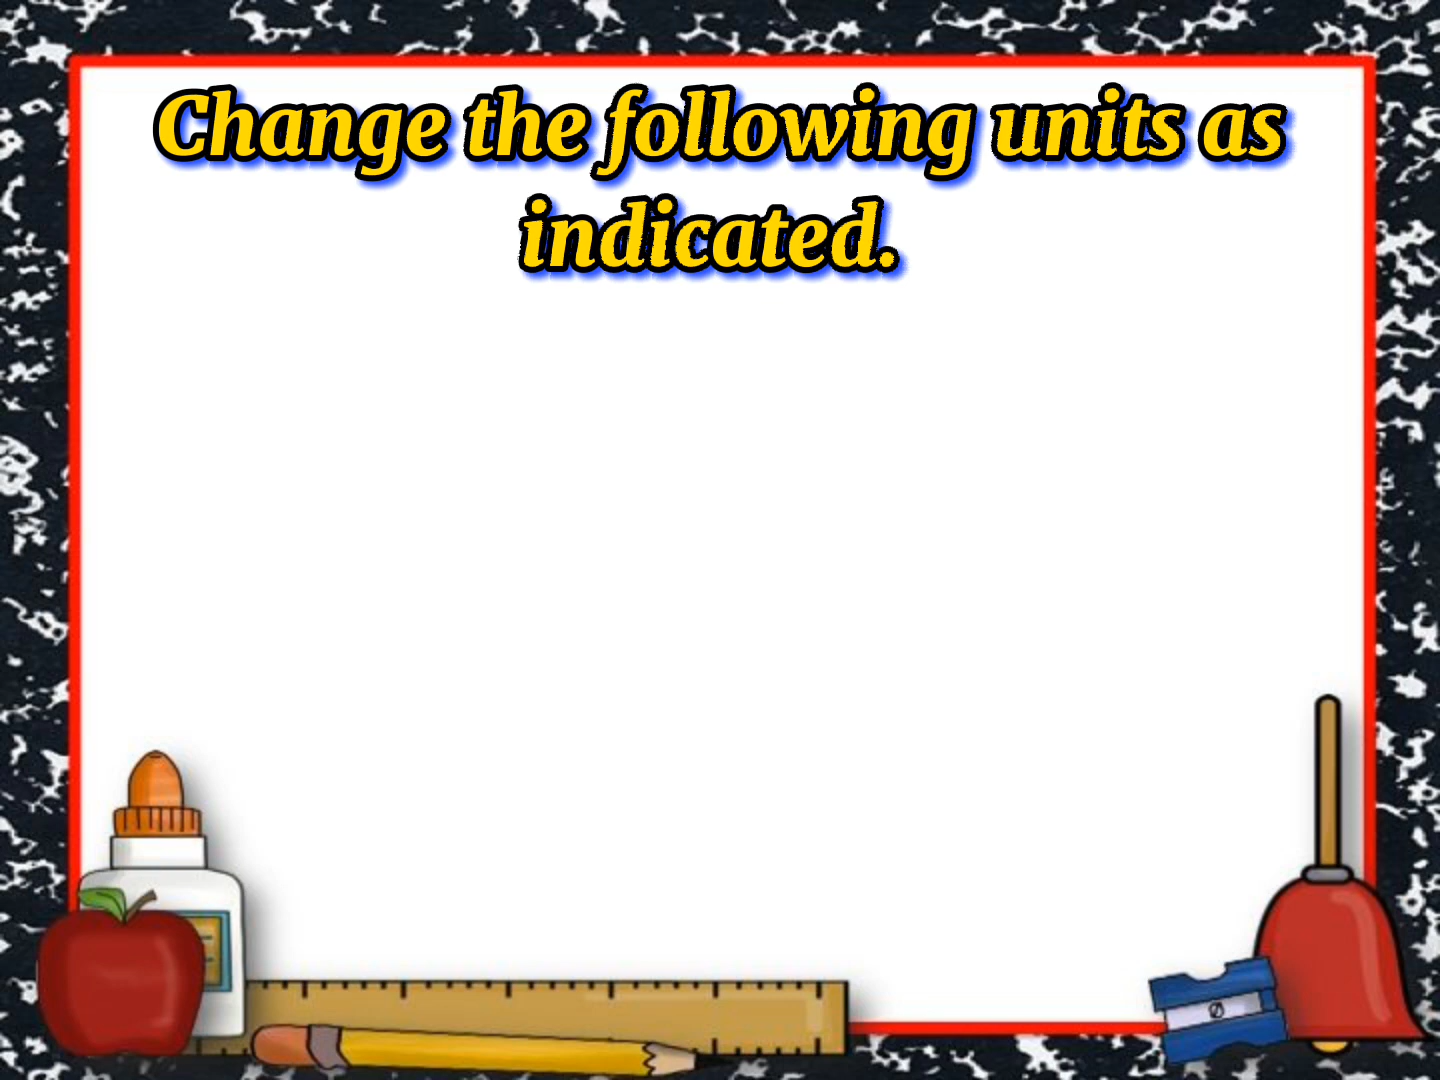 Change the following units as
indicated.